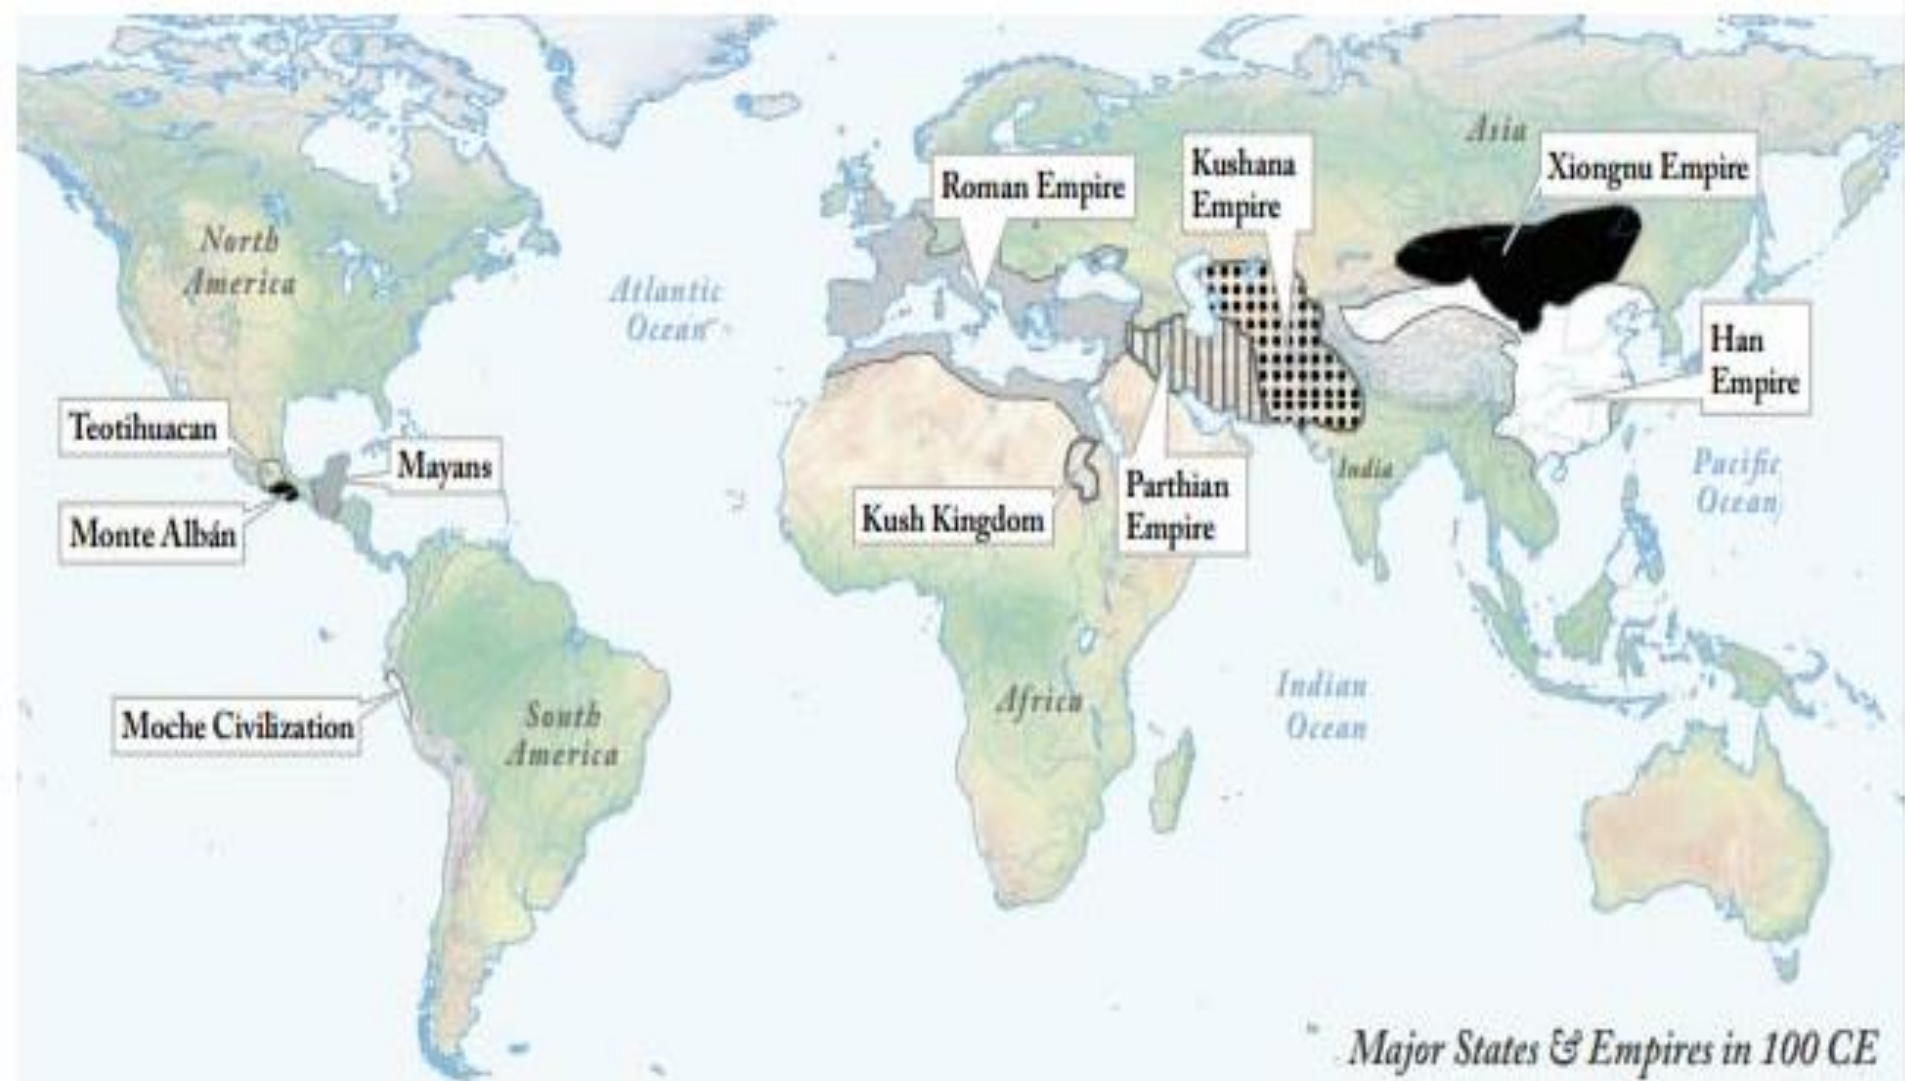 Asia
Roman Empire
Kushana
Empire
Xiongnu Empire
North
America
Atlantic
Ocean
Han
Empire
Teotihuacan
Mayans
Monte Albán
Kush Kingdom
Parthian
Empire
India
Pacific
Ocean
Moche Civilization
South
America
Africa
Indian
Ocean
Major States & Empires in 100 CE